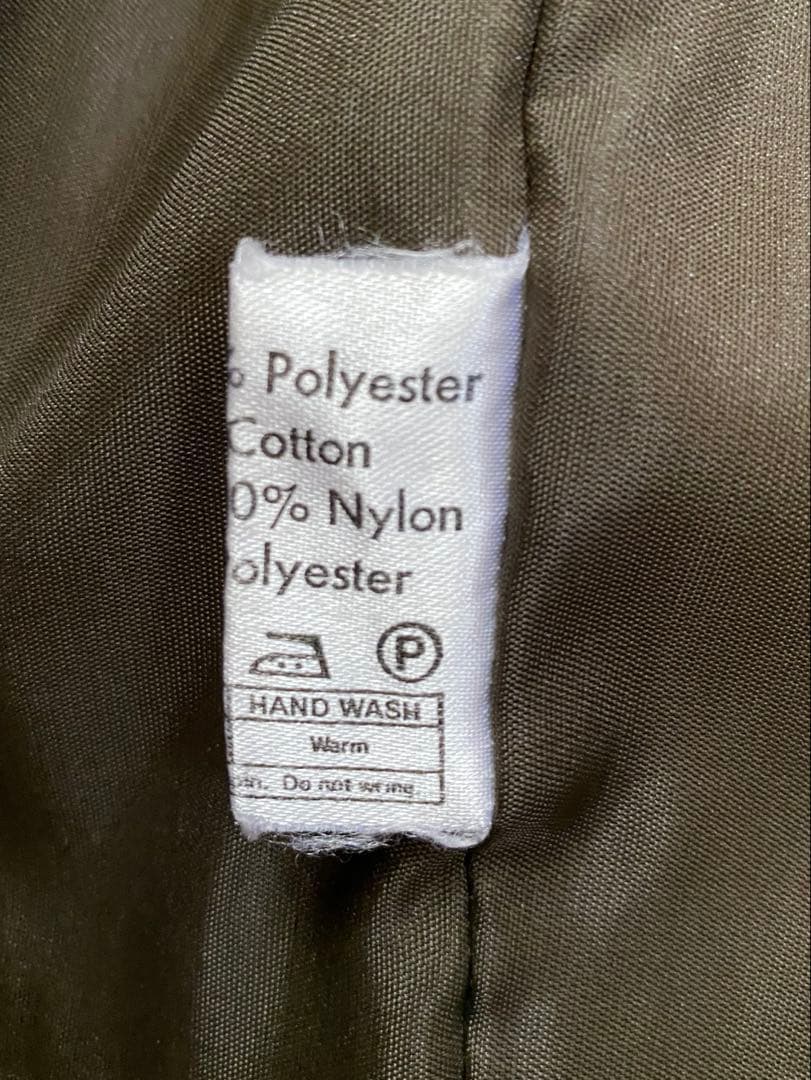 % Polyester
Cotton
0% Nylon
olyester
P
HAND WASH
Warm
Do not wring